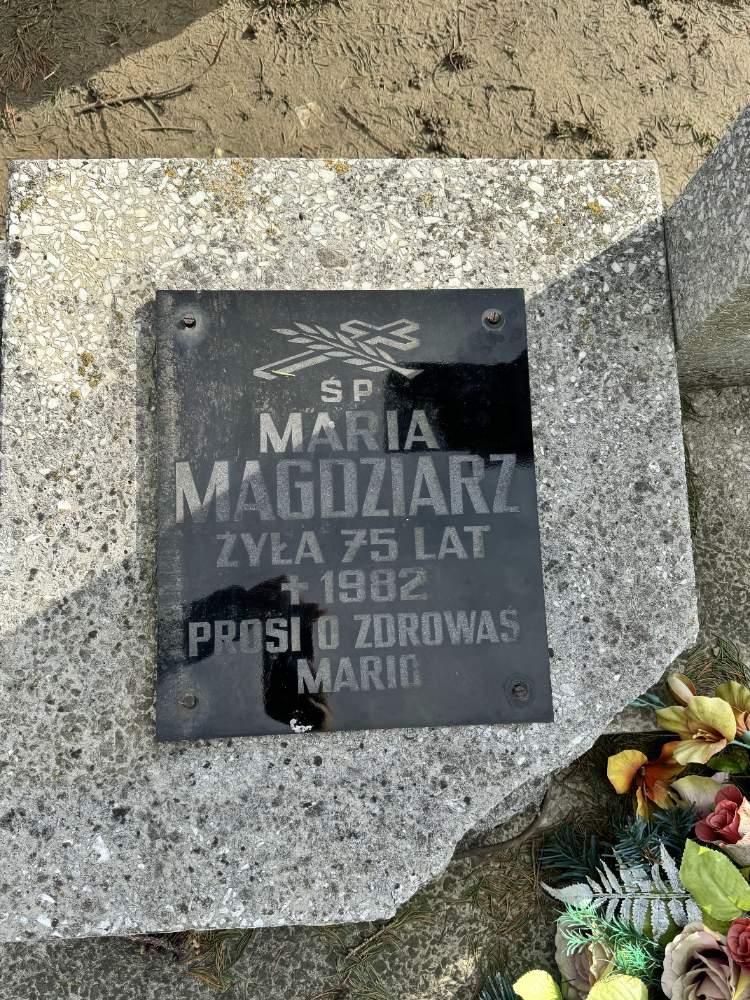 ŚP
MARIA
MAGDZIARZ
ŻYŁA 75 LAT
+ 1982
PROSI O ZDROWAŚ
MARIO